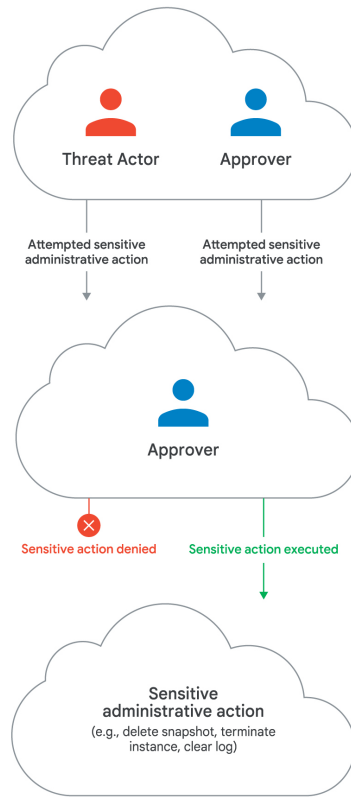 Threat Actor
Approver
Attempted sensitive
administrative action
Attempted sensitive
administrative action
Approver
Sensitive action denied
Sensitive action executed
Sensitive
administrative action
(e.g., delete snapshot, terminate
instance, clear log)